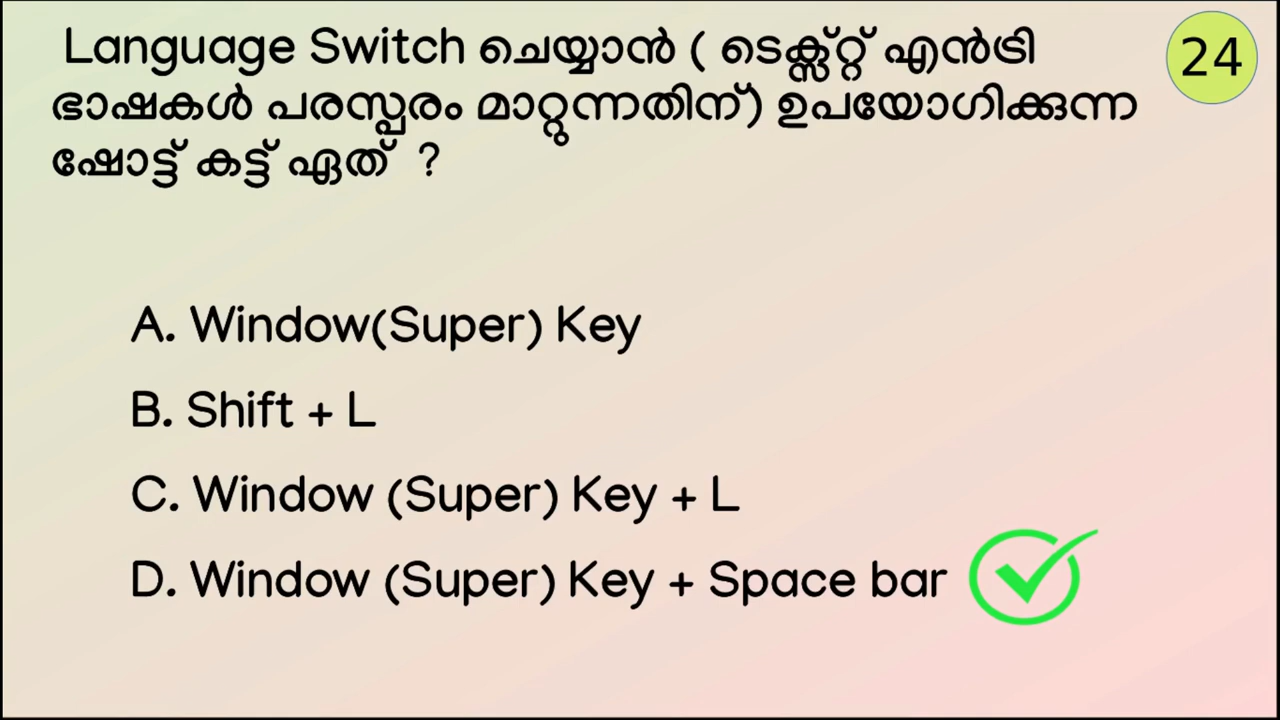 Language Switch ചെയ്യാൻ ( ടെക്സ്റ്റ് എൻട്രി
24
ഭാഷകൾ പരസ്പരം മാറ്റുന്നതിന്) ഉപയോഗിക്കുന്ന
ഷോട്ട് കട്ട് ഏത് ?
A. Window(Super) Key
B. Shift + L
C. Window (Super) Key + L
D. Window (Super) Key + Space bar